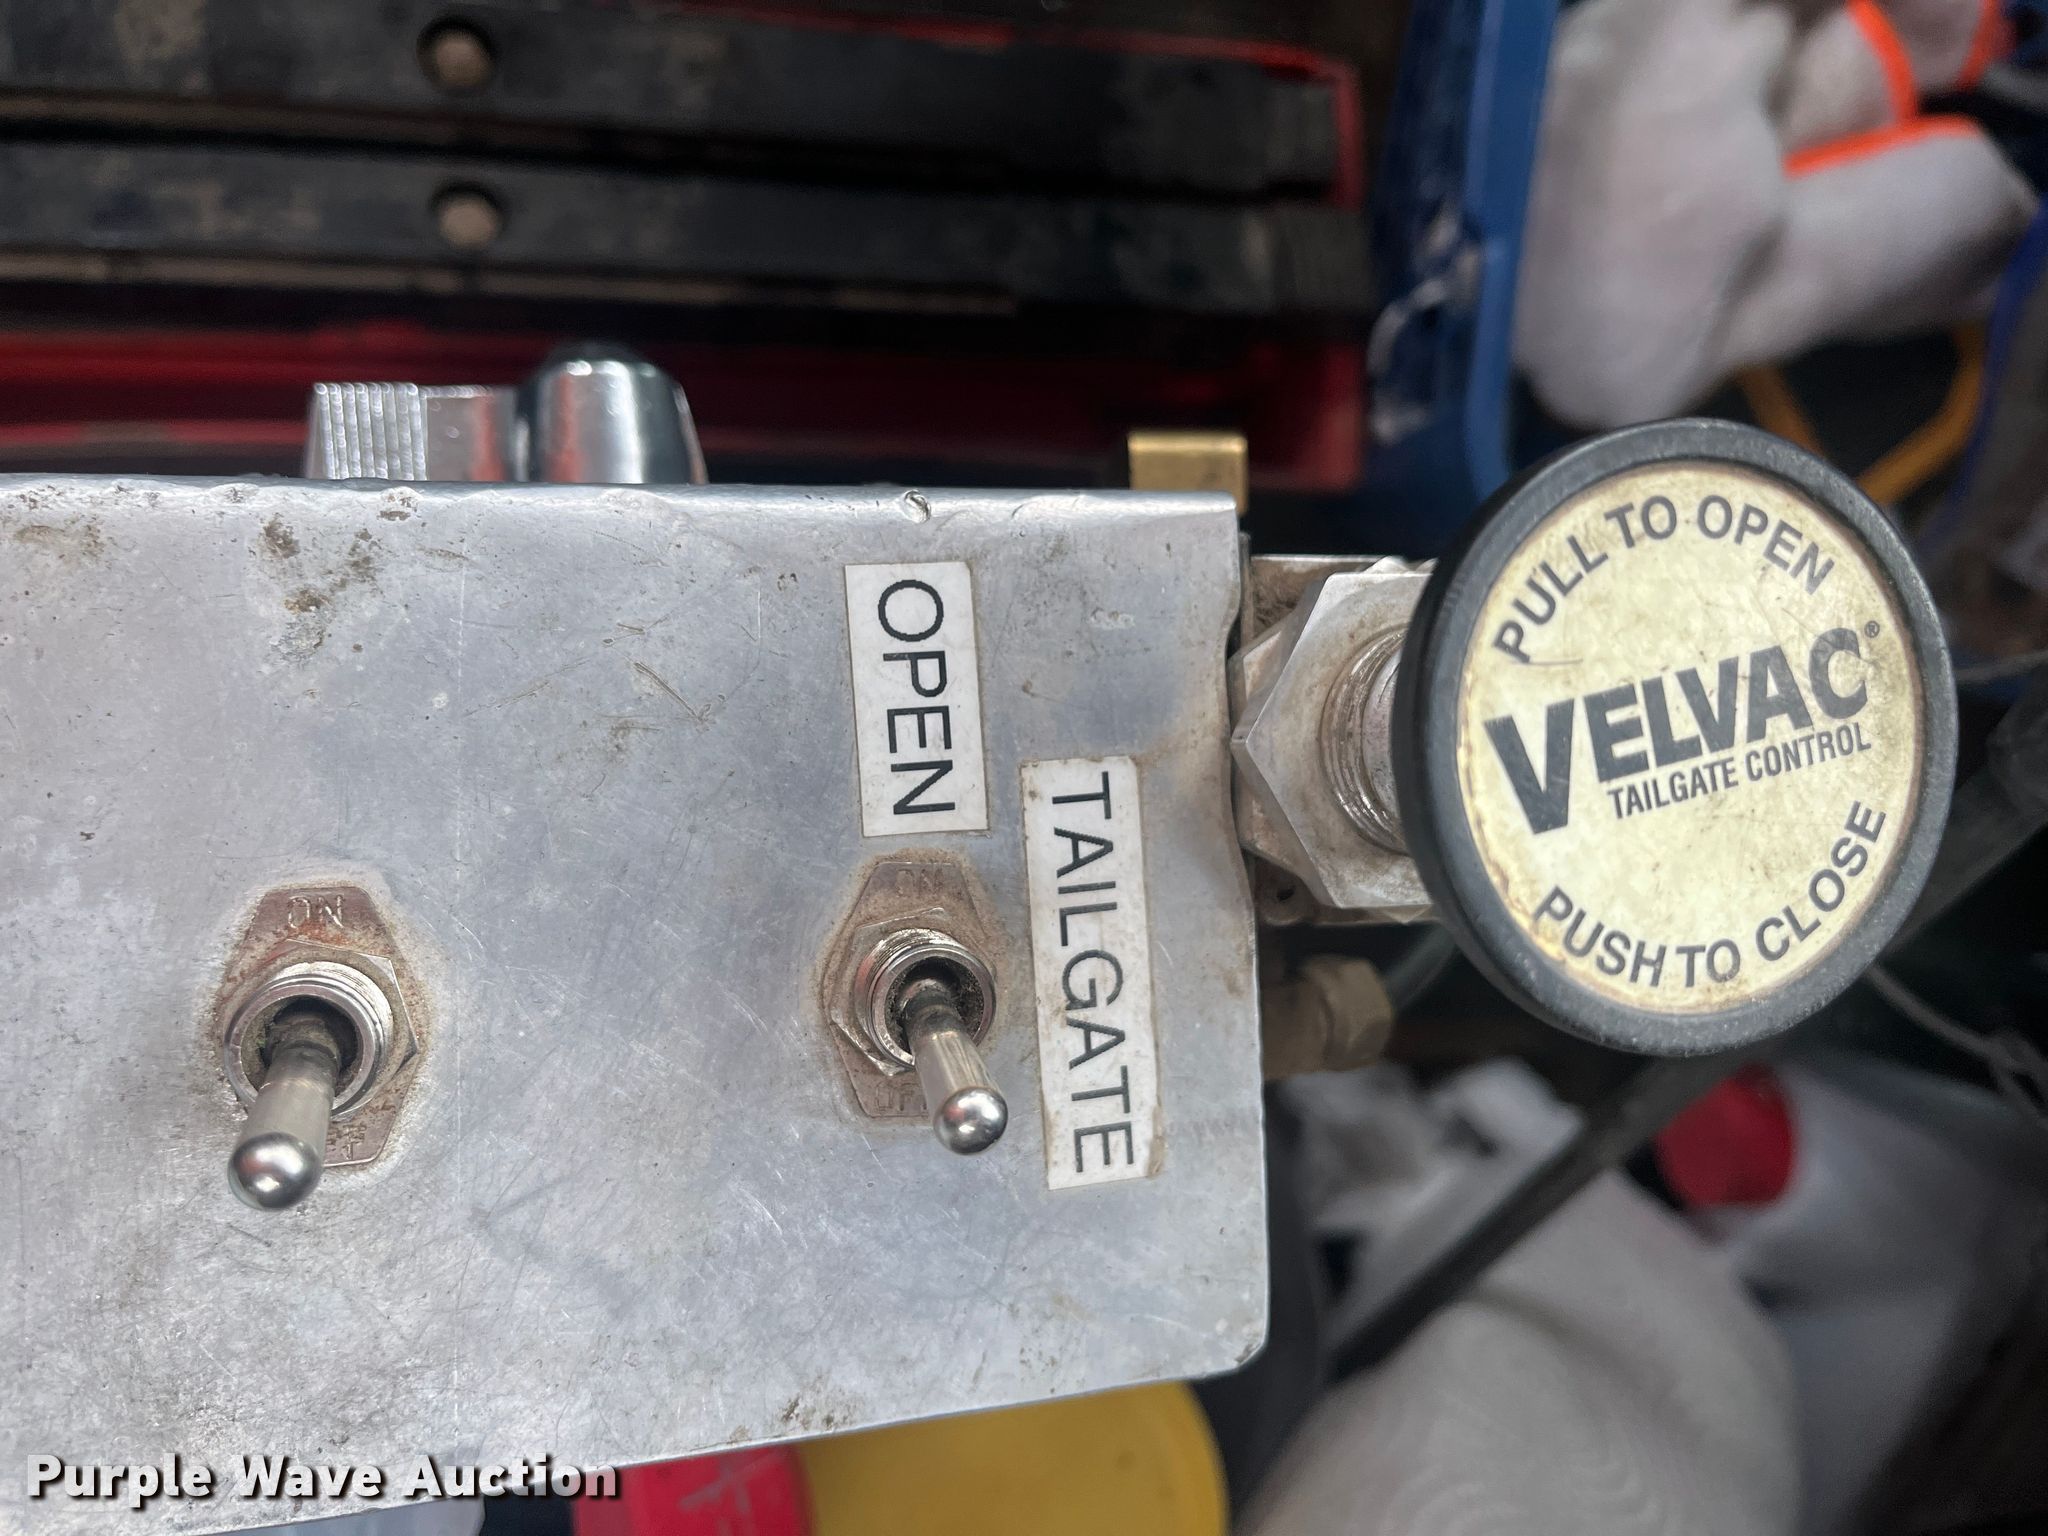 OPEN
TAILGATE
ON
ON
PULL TO OPEN
VELVAC®
TAILGATE CONTROL
PUSH TO CLOSE
Purple Wave Auction